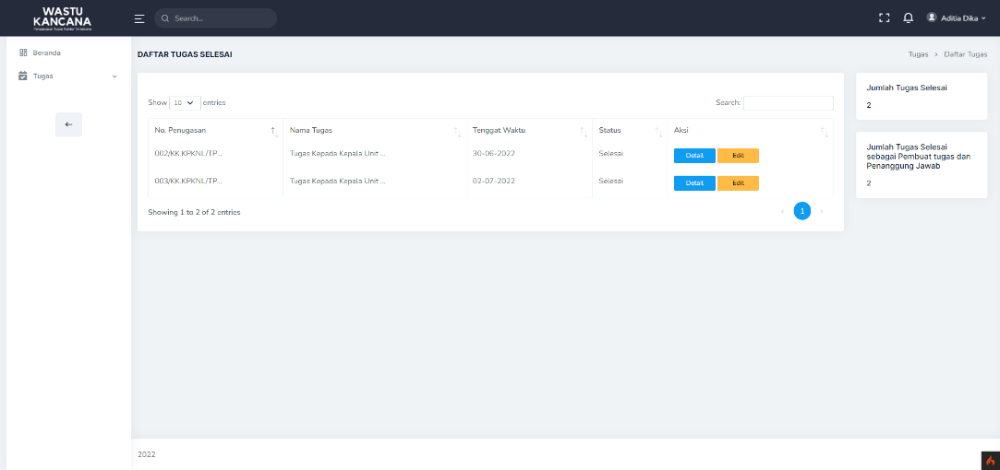 WASTU
KANCANA
Pengawasan Tugas Kantor Terencana
Search...
Aditia Dika
Beranda
Tugas
DAFTAR TUGAS SELESAI
Tugas > Daftar Tugas
Show 10 entries
Search:
No. Penugasan Nama Tugas Tenggat Waktu Status Aksi
002/KK.KPKNL/TP... Tugas Kepada Kepala Unit ... 30-06-2022 Selesai Detail Edit
003/KK.KPKNL/TP... Tugas Kepada Kepala Unit ... 02-07-2022 Selesai Detail Edit
Showing 1 to 2 of 2 entries
‹ 1 ›
Jumlah Tugas Selesai
2
Jumlah Tugas Selesai
sebagai Pembuat tugas dan
Penanggung Jawab
2
2022